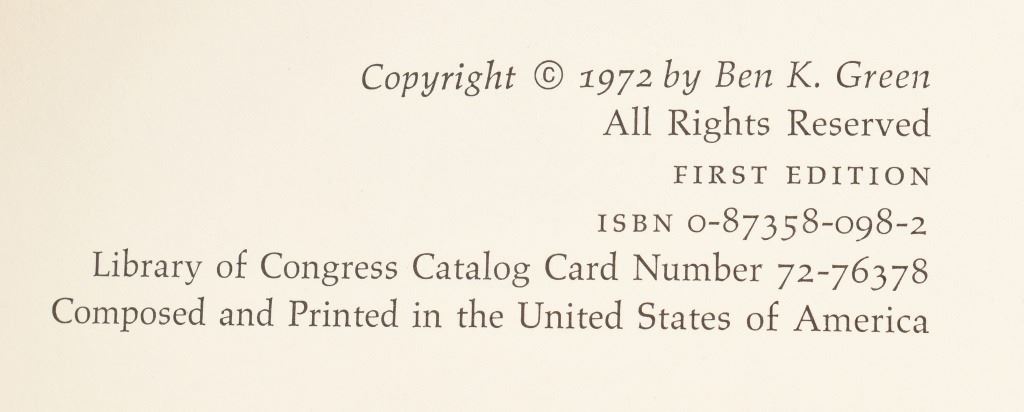 Copyright © 1972 by Ben K. Green
All Rights Reserved
FIRST EDITION
ISBN 0-87358-098-2
Library of Congress Catalog Card Number 72-76378
Composed and Printed in the United States of America